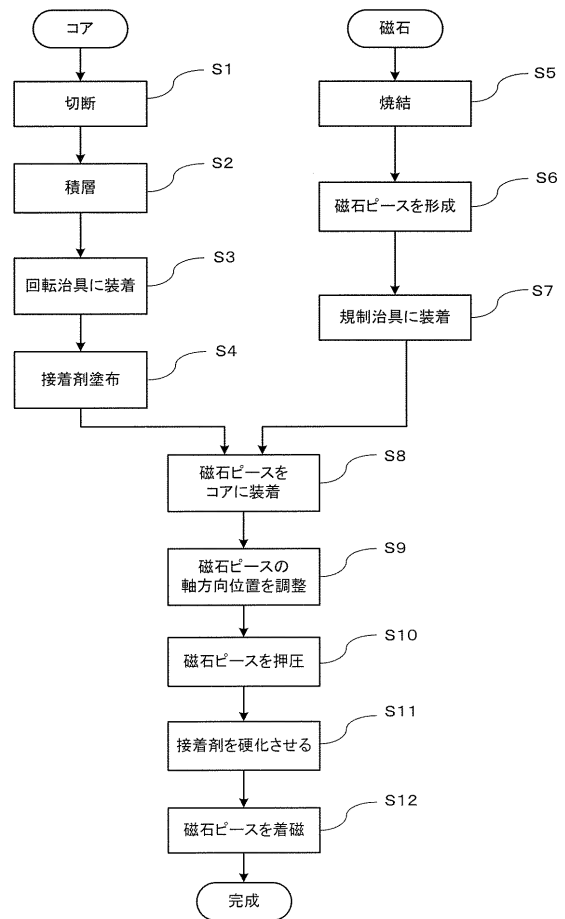 コア
S1
切断
S2
積層
S3
回転治具に装着
S4
接着剤塗布
磁石
S5
焼結
S6
磁石ピースを形成
S7
規制治具に装着
S8
磁石ピースを
コアに装着
S9
磁石ピースの
軸方向位置を調整
S10
磁石ピースを押圧
S11
接着剤を硬化させる
S12
磁石ピースを着磁
完成